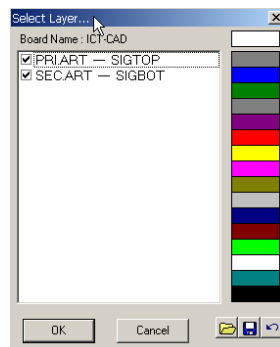 Select Layer...
Board Name : ICT-CAD
PRI.ART — SIGTOP
SEC.ART — SIGBOT
OK
Cancel